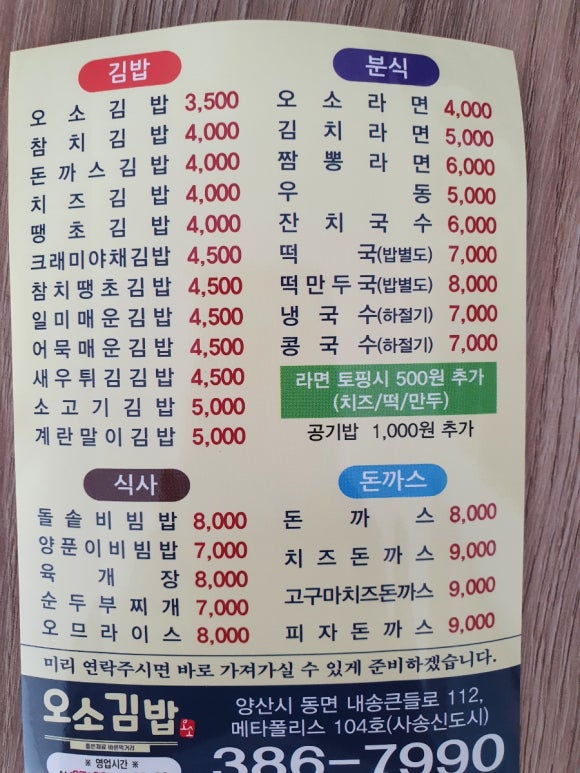 김밥
오소김밥 3,500
참치김밥 4,000
돈까스김밥 4,000
치즈김밥 4,000
땡초김밥 4,000
크래미야채김밥 4,500
참치땡초김밥 4,500
일미매운김밥 4,500
어묵매운김밥 4,500
새우튀김김밥 4,500
소고기김밥 5,000
계란말이김밥 5,000
분식
오소라면 4,000
김치라면 5,000
짬뽕라면 6,000
우동 5,000
잔치국수 6,000
떡국(밥별도) 7,000
떡만두국(밥별도) 8,000
냉국수(하절기) 7,000
콩국수(하절기) 7,000
라면 토핑시 500원 추가
(치즈/떡/만두)
공기밥 1,000원 추가
식사
돌솥비빔밥 8,000
양푼이비빔밥 7,000
육개장 8,000
순두부찌개 7,000
오므라이스 8,000
돈까스
돈까스 8,000
치즈돈까스 9,000
고구마치즈돈까스 9,000
피자돈까스 9,000
미리 연락주시면 바로 가져가실 수 있게 준비하겠습니다.
오소김밥 오소
좋은재료 바른먹거리
※ 영업시간 ※
양산시 동면 내송큰들로 112,
메타폴리스 104호(사송신도시)
386-7990